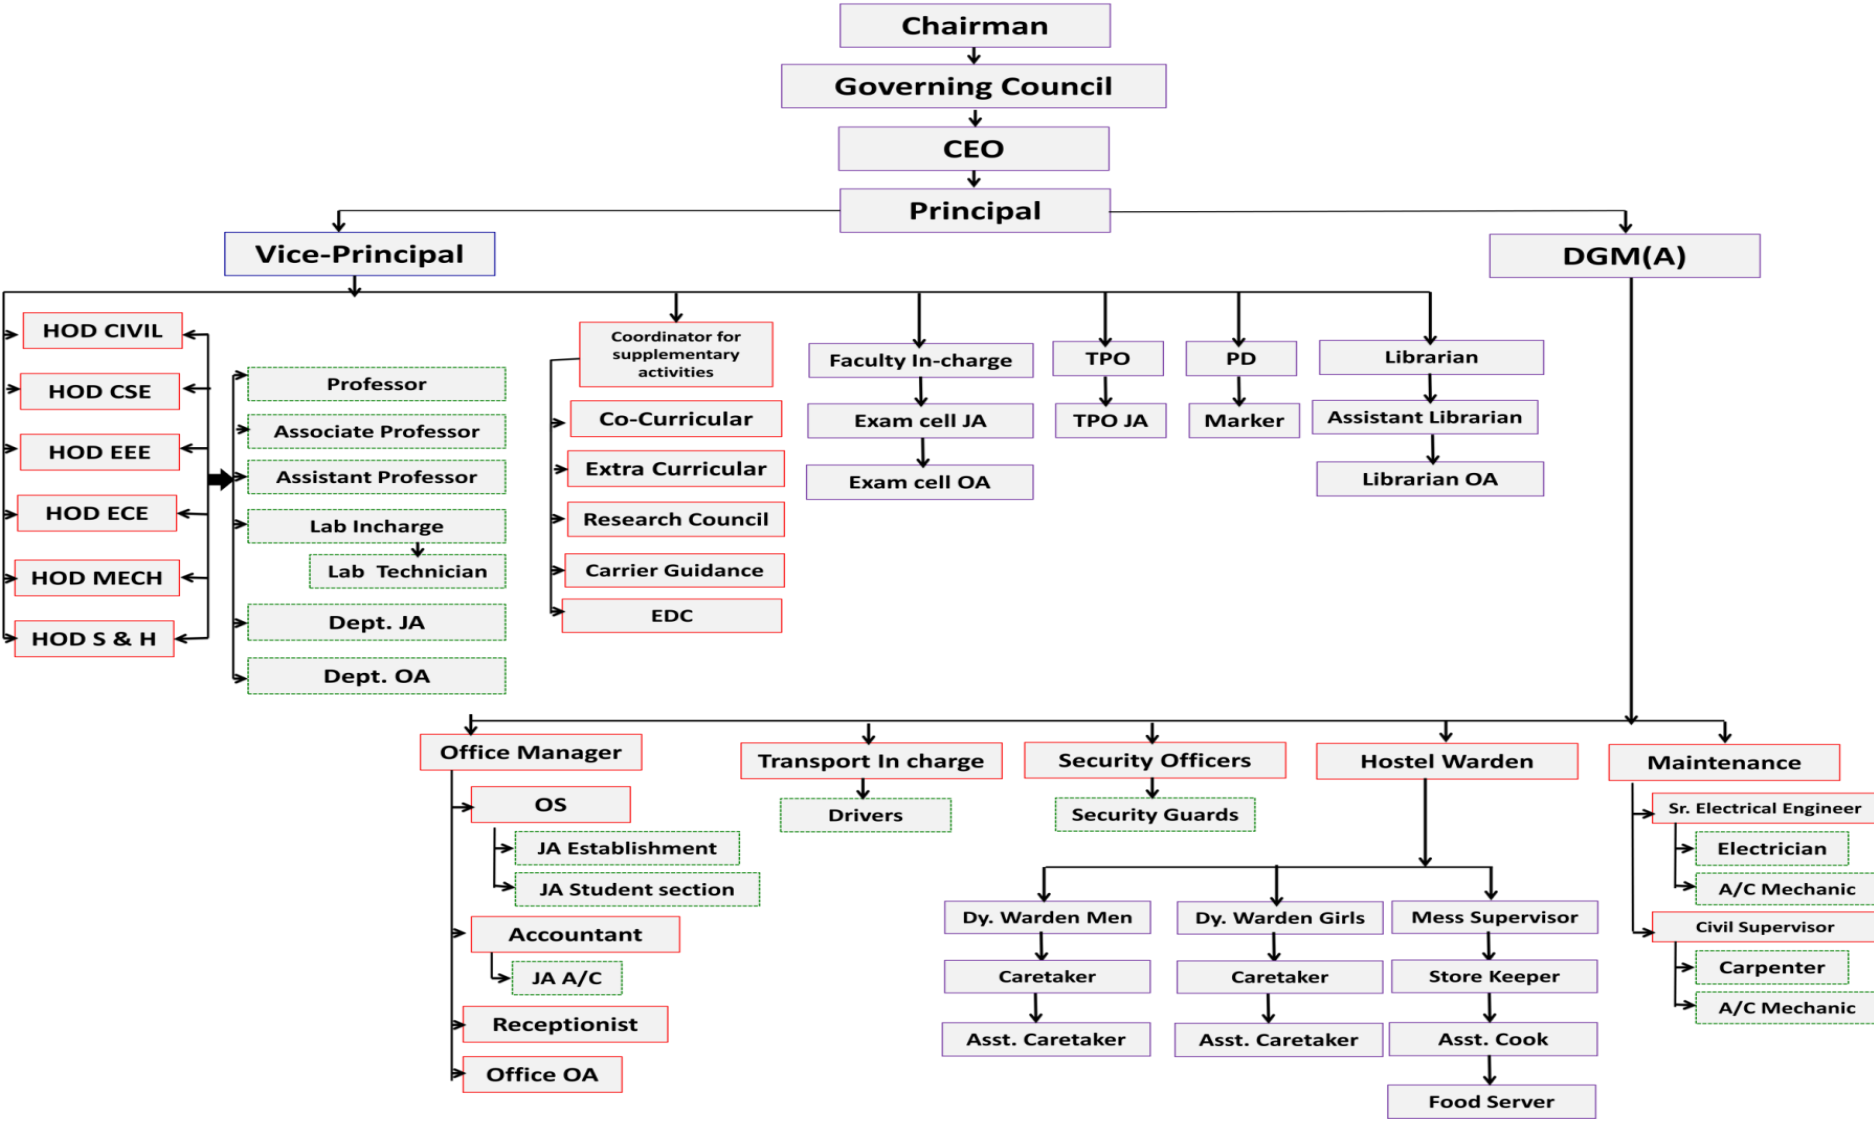 Chairman
Governing Council
CEO
Principal
Vice-Principal
DGM(A)
HOD CIVIL
HOD CSE
HOD EEE
HOD ECE
HOD MECH
HOD S & H
Professor
Associate Professor
Assistant Professor
Lab Incharge
Lab Technician
Dept. JA
Dept. OA
Coordinator for
supplementary
activities
Co-Curricular
Extra Curricular
Research Council
Carrier Guidance
EDC
Faculty In-charge
Exam cell JA
Exam cell OA
TPO
TPO JA
PD
Marker
Librarian
Assistant Librarian
Librarian OA
Office Manager
OS
JA Establishment
JA Student section
Accountant
JA A/C
Receptionist
Office OA
Transport In charge
Drivers
Security Officers
Security Guards
Hostel Warden
Dy. Warden Men
Caretaker
Asst. Caretaker
Dy. Warden Girls
Caretaker
Asst. Caretaker
Mess Supervisor
Store Keeper
Asst. Cook
Food Server
Maintenance
Sr. Electrical Engineer
Electrician
A/C Mechanic
Civil Supervisor
Carpenter
A/C Mechanic